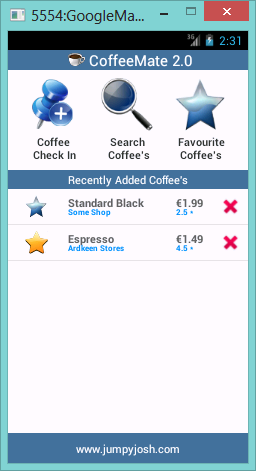 5554:GoogleMa...
3G 2:31
CoffeeMate 2.0
Coffee Check In
Search Coffee's
Favourite Coffee's
Recently Added Coffee's
Standard Black €1.99
Some Shop 2.5 *
Espresso €1.49
Ardkeen Stores 4.5 *
www.jumpyjosh.com